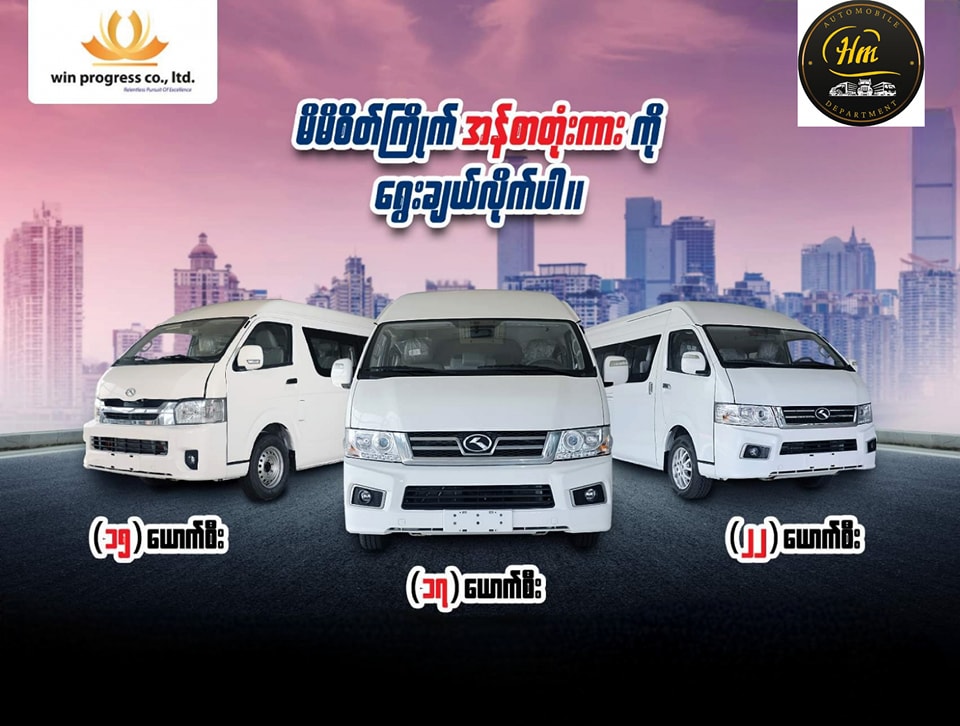 win progress co., ltd.
Relentless Pursuit Of Excellence
AUTOMOBILE
Hm
DEPARTMENT
မိမိစိတ်ကြိုက် အန်စာတုံးကား ကို
ရွေးချယ်လိုက်ပါ။
(၁၅) ယောက်စီး
(၁၇) ယောက်စီး
(၂၂) ယောက်စီး